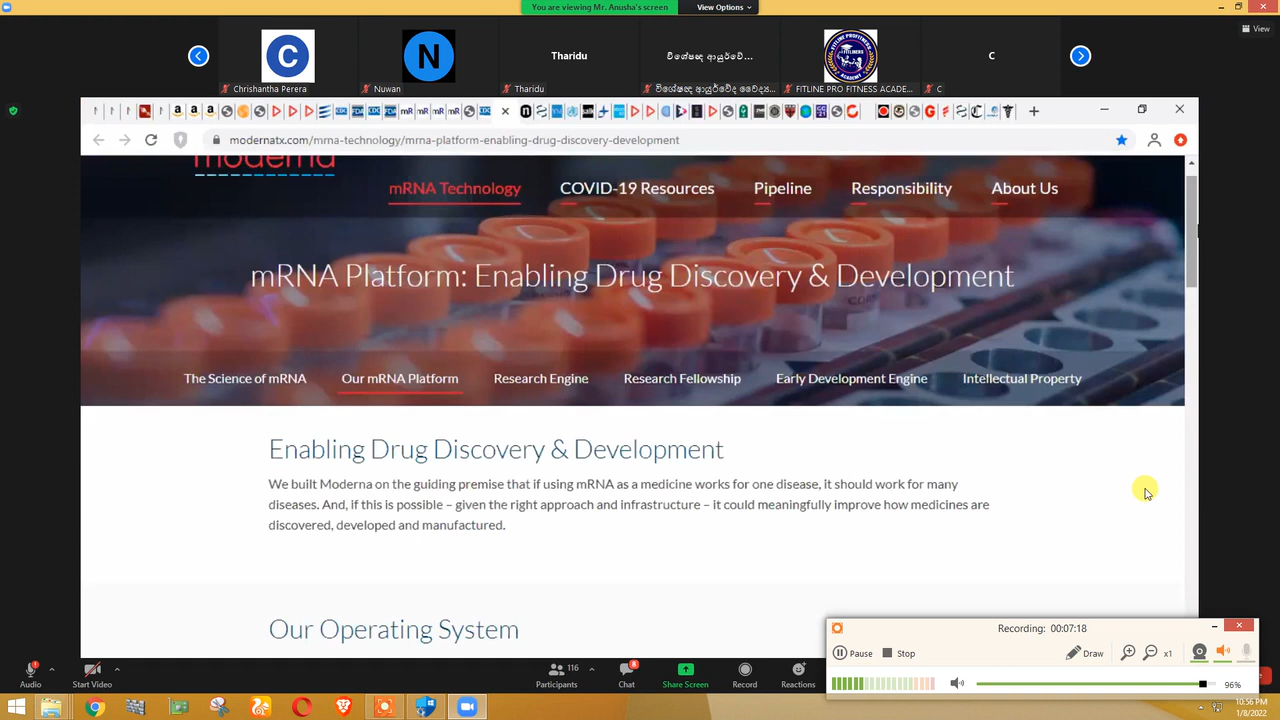 You are viewing Mr. Anusha's screen
View Options
View
C
N
Tharidu
විශේෂඥ ආයුර්වේ...
C
Chrishantha Perera
Nuwan
Tharidu
විශේෂඥ ආයුර්වේද වෛද්‍ය...
FITLINE PRO FITNESS ACADE...
C
modernatx.com/mrna-technology/mrna-platform-enabling-drug-discovery-development
moderna
mRNA Technology
COVID-19 Resources
Pipeline
Responsibility
About Us
mRNA Platform: Enabling Drug Discovery & Development
The Science of mRNA
Our mRNA Platform
Research Engine
Research Fellowship
Early Development Engine
Intellectual Property
Enabling Drug Discovery & Development
We built Moderna on the guiding premise that if using mRNA as a medicine works for one disease, it should work for many
diseases. And, if this is possible – given the right approach and infrastructure – it could meaningfully improve how medicines are
discovered, developed and manufactured.
Our Operating System
Recording: 00:07:18
Pause
Stop
Draw
x1
96%
Audio
Start Video
116
Participants
8
Chat
Share Screen
Record
Reactions
10:56 PM
1/8/2022